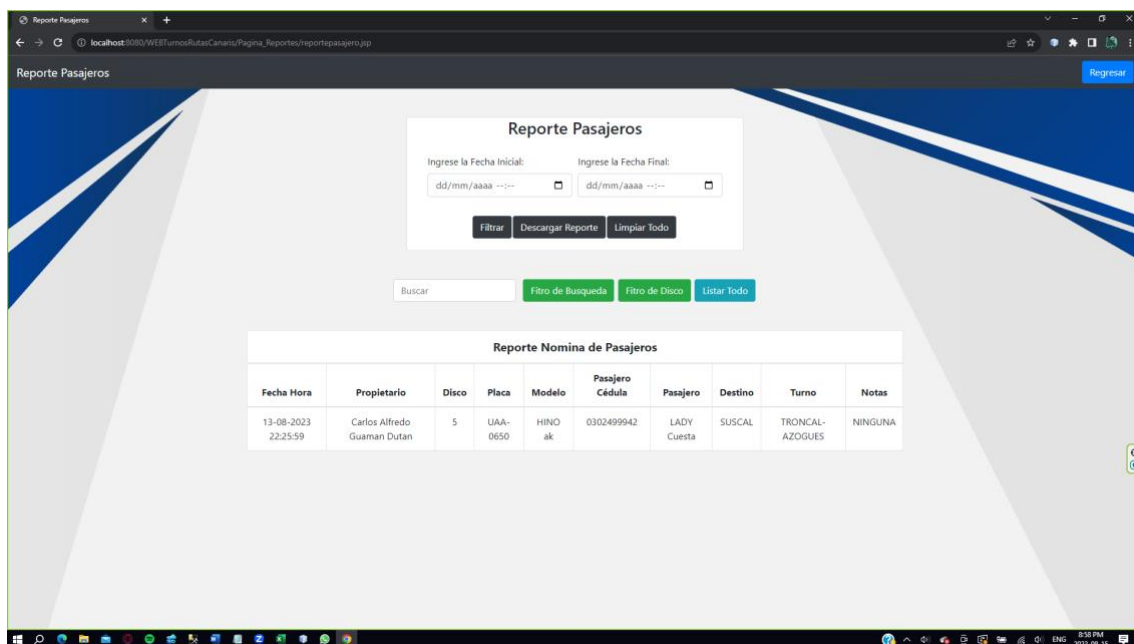 Reporte Pasajeros
localhost:8080/WEBTurnosRutasCanaris/Pagina_Reportes/reportepasajero.jsp
Reporte Pasajeros Regresar
Reporte Pasajeros
Ingrese la Fecha Inicial: Ingrese la Fecha Final:
dd/mm/aaaa --:-- dd/mm/aaaa --:--
Filtrar Descargar Reporte Limpiar Todo
Buscar Fitro de Busqueda Fitro de Disco Listar Todo
Reporte Nomina de Pasajeros
Fecha Hora Propietario Disco Placa Modelo Pasajero Cédula Pasajero Destino Turno Notas
13-08-2023 Carlos Alfredo 5 UAA- HINO 0302499942 LADY SUSCAL TRONCAL- NINGUNA
22:25:59 Guaman Dutan 0650 ak Cuesta AZOGUES
8:58 PM
ENG 2023-08-15